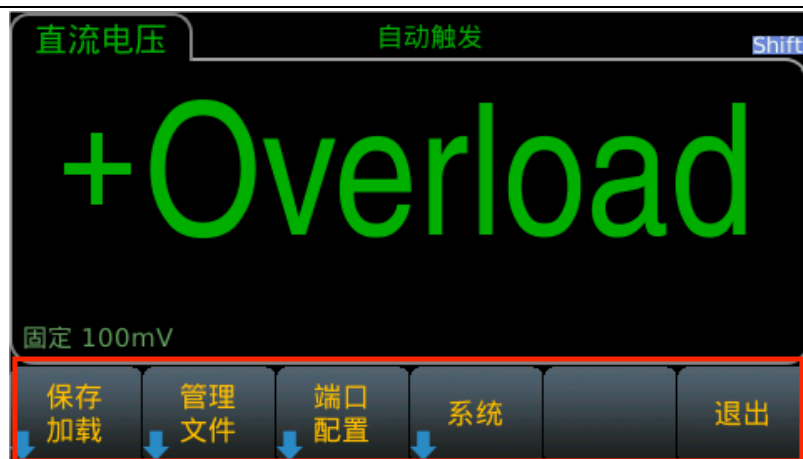 直流电压
自动触发
Shift
+Overload
固定 100mV
保存
加载
管理
文件
端口
配置
系统
退出